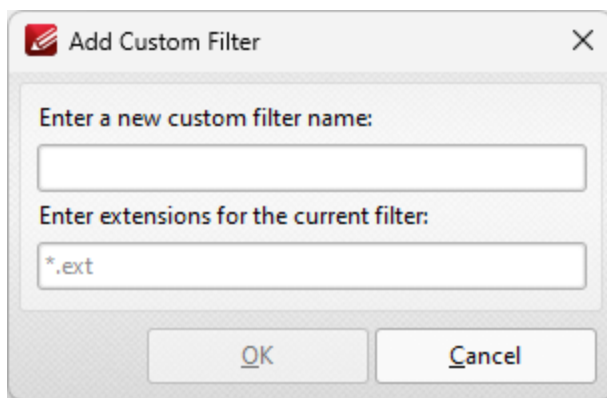 Add Custom Filter
Enter a new custom filter name:
Enter extensions for the current filter:
*.ext
OK Cancel